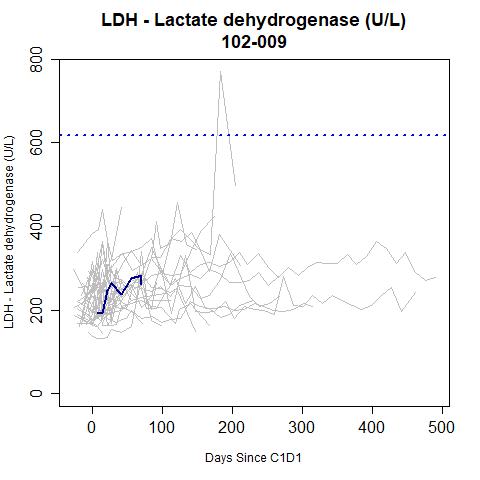 LDH - Lactate dehydrogenase (U/L)
102-009
LDH - Lactate dehydrogenase (U/L)
800
600
400
200
0
0 100 200 300 400 500
Days Since C1D1